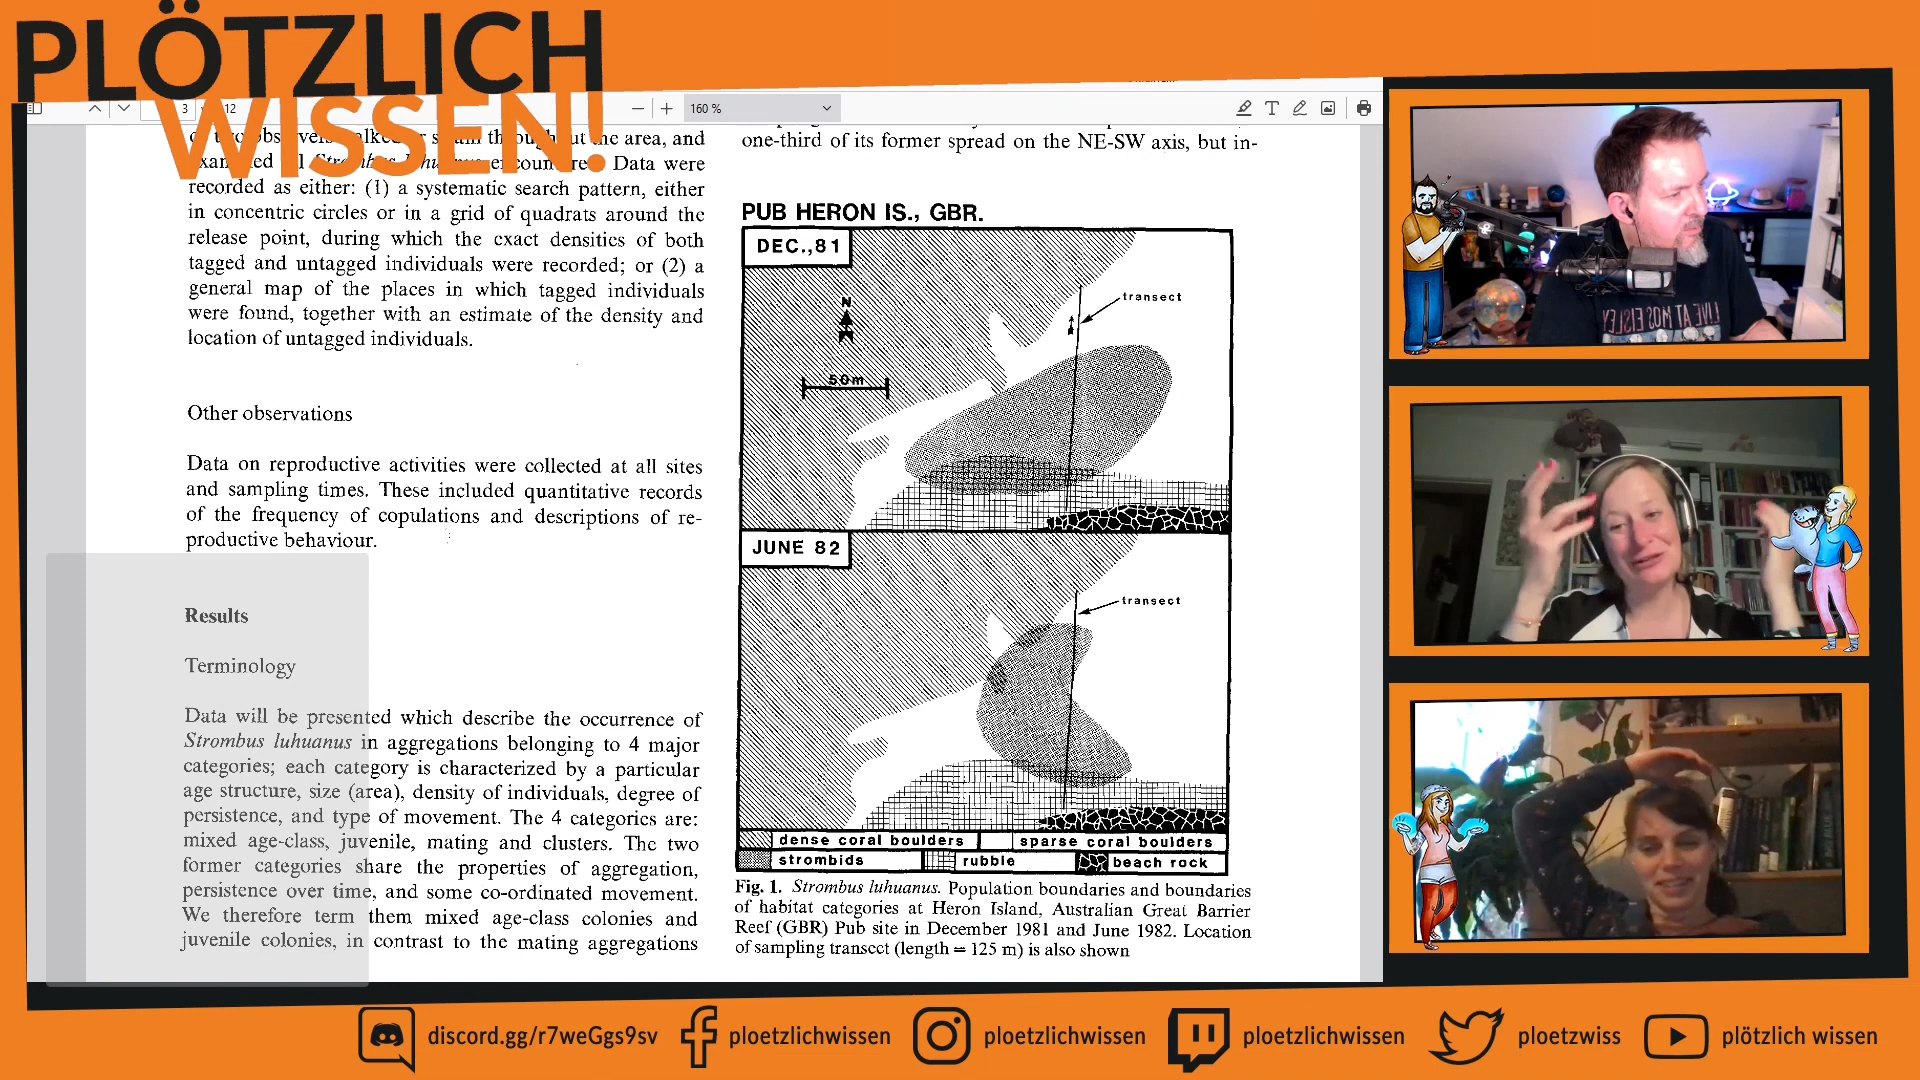 PLÖTZLICH
WISSEN!
3
12
160 %
the area, and
Data were
recorded as either: (1) a systematic search pattern, either
in concentric circles or in a grid of quadrats around the
release point, during which the exact densities of both
tagged and untagged individuals were recorded; or (2) a
general map of the places in which tagged individuals
were found, together with an estimate of the density and
location of untagged individuals.
Other observations
Data on reproductive activities were collected at all sites
and sampling times. These included quantitative records
of the frequency of copulations and descriptions of re-
productive behaviour.
Results
Terminology
Data will be presented which describe the occurrence of
Strombus luhuanus in aggregations belonging to 4 major
categories; each category is characterized by a particular
age structure, size (area), density of individuals, degree of
persistence, and type of movement. The 4 categories are:
mixed age-class, juvenile, mating and clusters. The two
former categories share the properties of aggregation,
persistence over time, and some co-ordinated movement.
We therefore term them mixed age-class colonies and
juvenile colonies, in contrast to the mating aggregations
one-third of its former spread on the NE-SW axis, but in-
PUB HERON IS., GBR.
DEC.,81
N
50m
transect
JUNE 82
transect
dense coral boulders
sparse coral boulders
strombids
rubble
beach rock
Fig. 1. Strombus luhuanus. Population boundaries and boundaries
of habitat categories at Heron Island, Australian Great Barrier
Reef (GBR) Pub site in December 1981 and June 1982. Location
of sampling transect (length = 125 m) is also shown
LIVE AT MOS EISLEY
discord.gg/r7weGgs9sv
ploetzlichwissen
ploetzlichwissen
ploetzlichwissen
ploetzwiss
plötzlich wissen